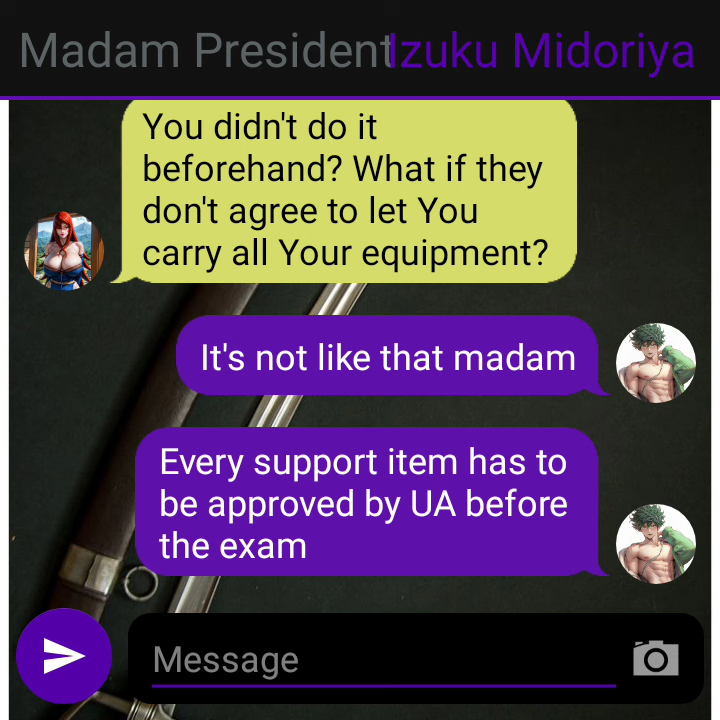 Madam President Izuku Midoriya
You didn't do it
beforehand? What if they
don't agree to let You
carry all Your equipment?
It's not like that madam
Every support item has to
be approved by UA before
the exam
Message